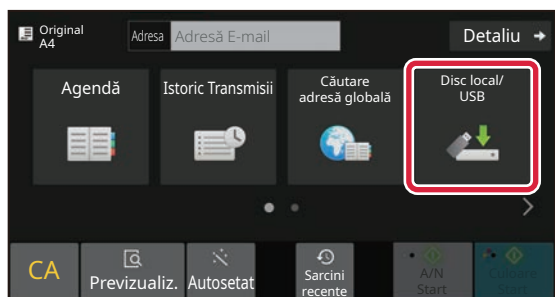 Original
A4
Adresa
Adresă E-mail
Detaliu
Agendă
Istoric Transmisii
Căutare
adresă globală
Disc local/
USB
CA
Previzualiz.
Autosetat
Sarcini
recente
A/N
Start
Culoare
Start